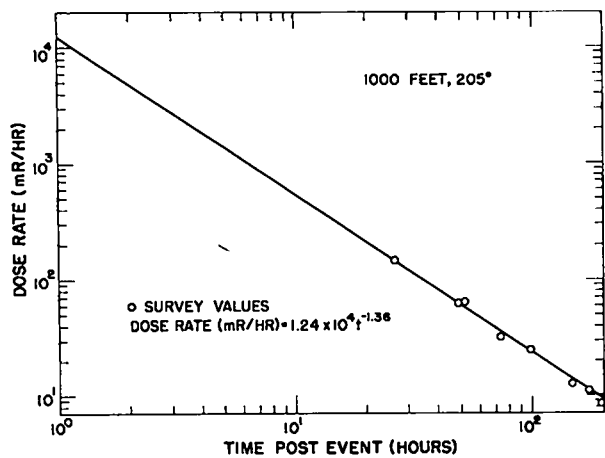 10⁴
1000 FEET, 205°
10³
DOSE RATE (mR/HR)
10²
o SURVEY VALUES
DOSE RATE (mR/HR)=1.24 x10⁴t⁻¹·³⁶
10¹
10⁰ 10¹ 10²
TIME POST EVENT (HOURS)